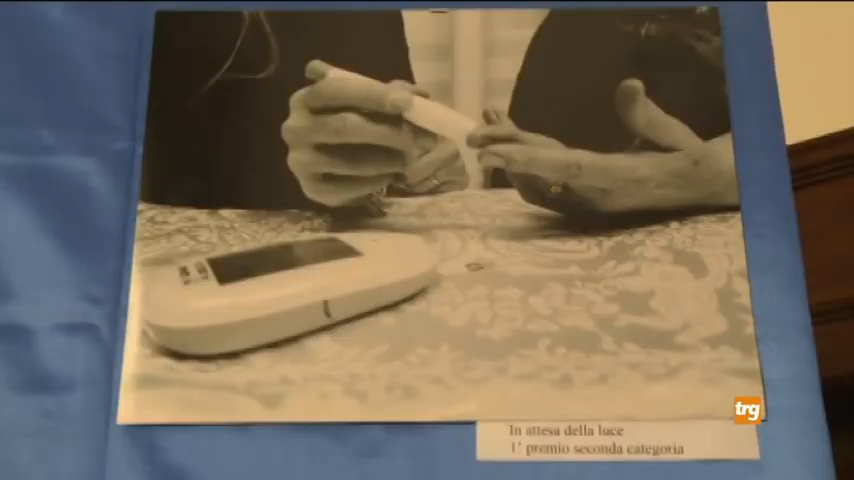 trg
In attesa della luce
1° premio seconda categoria